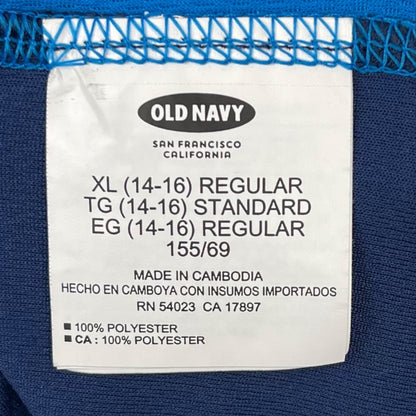 OLD NAVY
SAN FRANCISCO
CALIFORNIA
XL (14-16) REGULAR
TG (14-16) STANDARD
EG (14-16) REGULAR
155/69
MADE IN CAMBODIA
HECHO EN CAMBOYA CON INSUMOS IMPORTADOS
RN 54023 CA 17897
■ 100% POLYESTER
■ CA : 100% POLYESTER